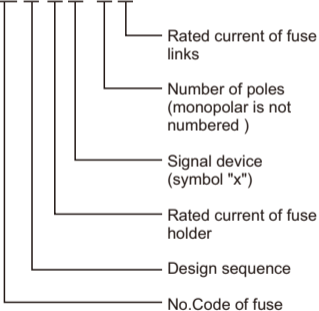 Rated current of fuse
links
Number of poles
(monopolar is not
numbered )
Signal device
(symbol "x")
Rated current of fuse
holder
Design sequence
No.Code of fuse